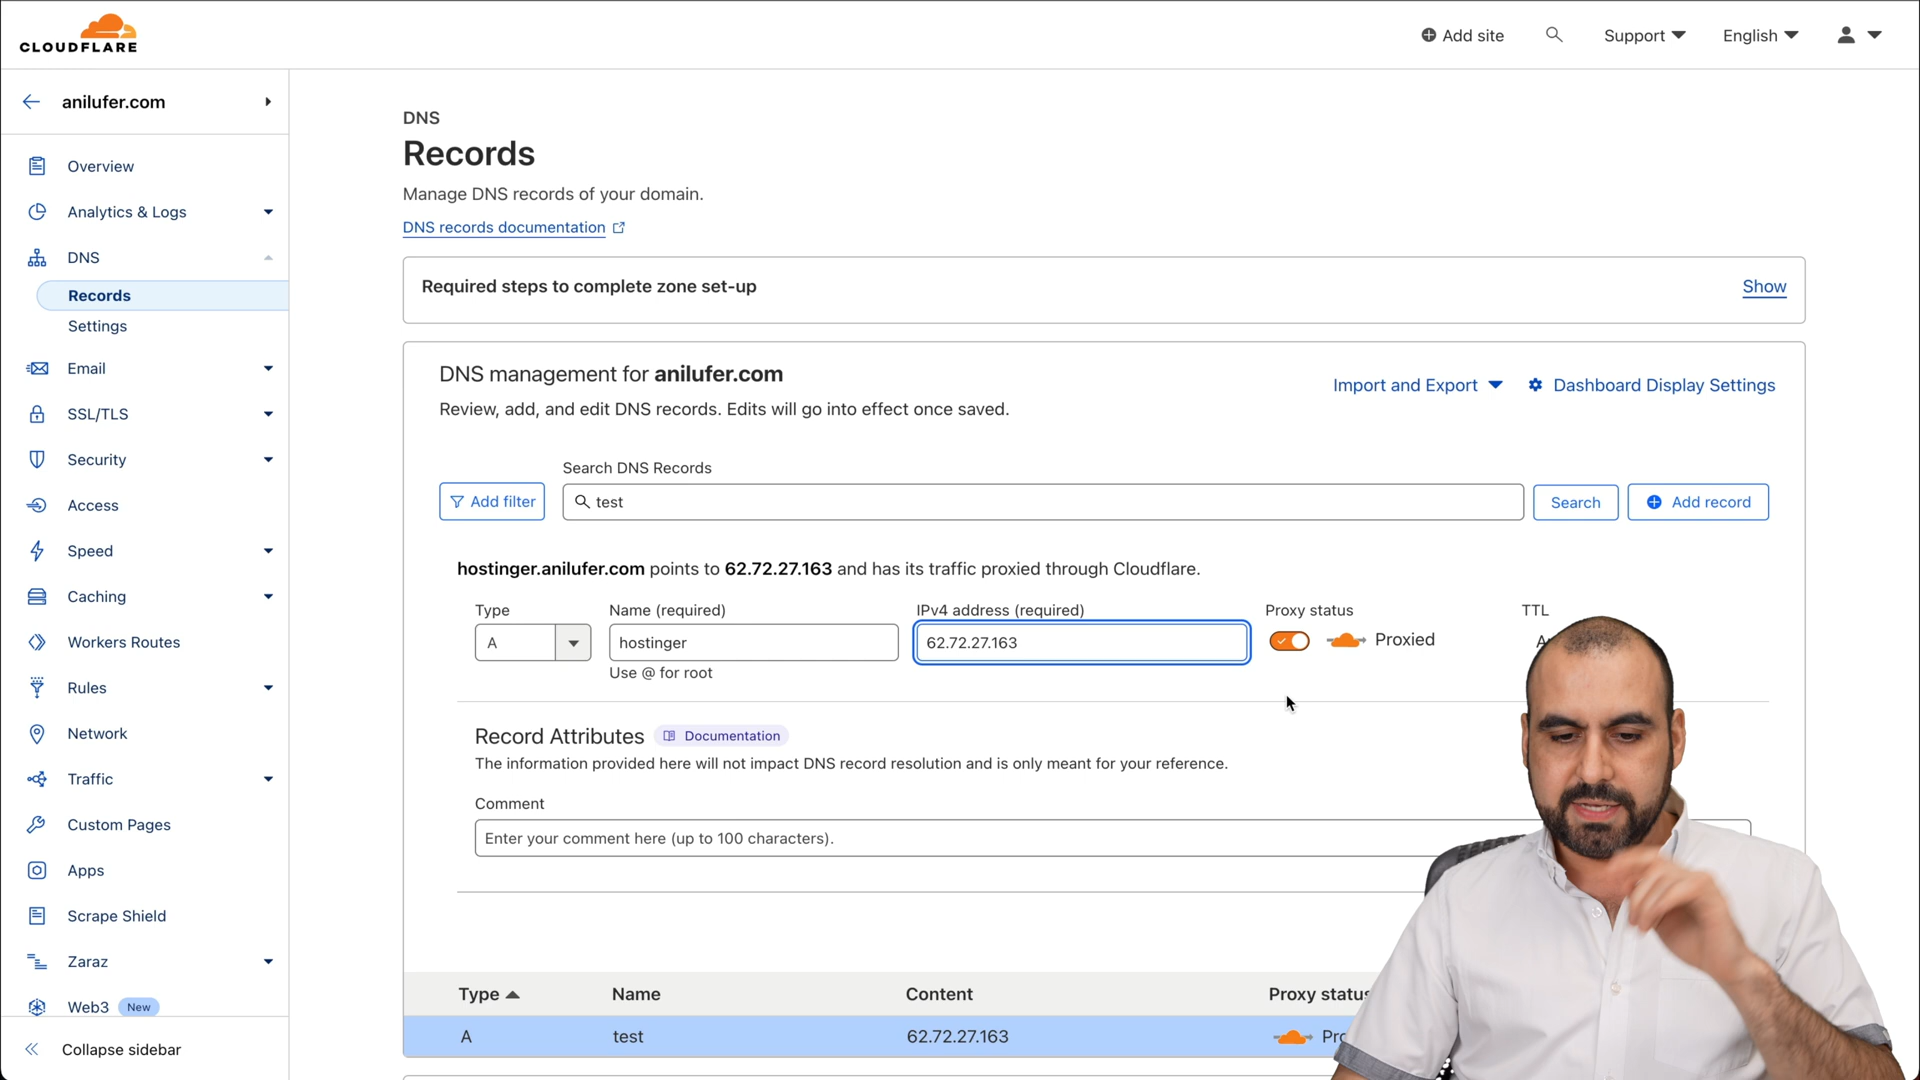 CLOUDFLARE
Add site
Support
English
anilufer.com
Overview
Analytics & Logs
DNS
Records
Settings
Email
SSL/TLS
Security
Access
Speed
Caching
Workers Routes
Rules
Network
Traffic
Custom Pages
Apps
Scrape Shield
Zaraz
Web3 New
Collapse sidebar
DNS
Records
Manage DNS records of your domain.
DNS records documentation
Required steps to complete zone set-up
Show
DNS management for anilufer.com
Review, add, and edit DNS records. Edits will go into effect once saved.
Import and Export
Dashboard Display Settings
Search DNS Records
Add filter
test
Search
Add record
hostinger.anilufer.com points to 62.72.27.163 and has its traffic proxied through Cloudflare.
Type
Name (required)
IPv4 address (required)
Proxy status
TTL
A
hostinger
62.72.27.163
Proxied
Use @ for root
Record Attributes
Documentation
The information provided here will not impact DNS record resolution and is only meant for your reference.
Comment
Enter your comment here (up to 100 characters).
Type
Name
Content
Proxy status
A
test
62.72.27.163